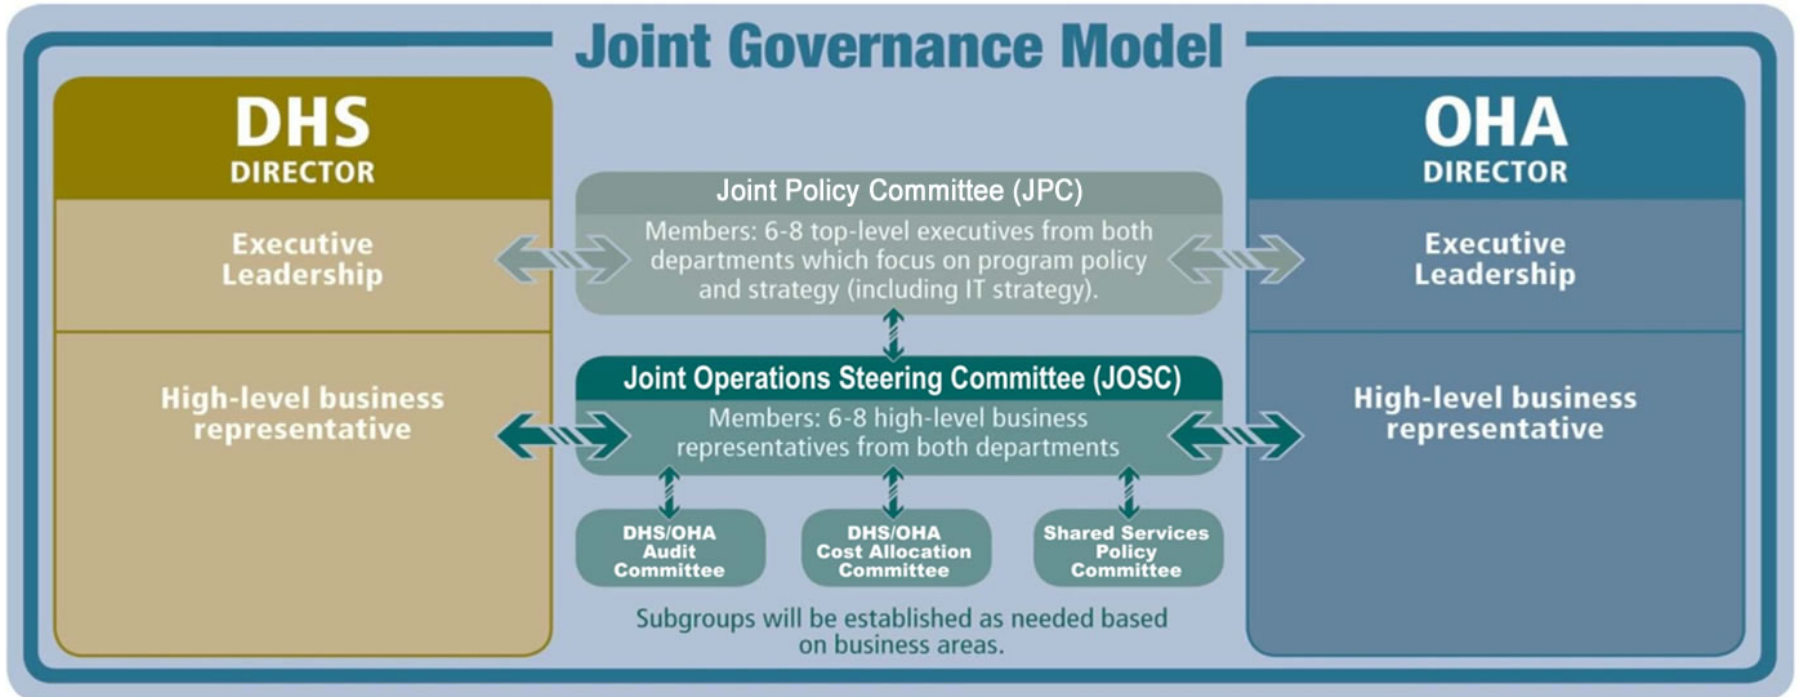 Joint Governance Model
DHS
DIRECTOR
Executive
Leadership
High-level business
representative
Joint Policy Committee (JPC)
Members: 6-8 top-level executives from both
departments which focus on program policy
and strategy (including IT strategy).
Joint Operations Steering Committee (JOSC)
Members: 6-8 high-level business
representatives from both departments
DHS/OHA
Audit
Committee
DHS/OHA
Cost Allocation
Committee
Shared Services
Policy
Committee
Subgroups will be established as needed based
on business areas.
OHA
DIRECTOR
Executive
Leadership
High-level business
representative